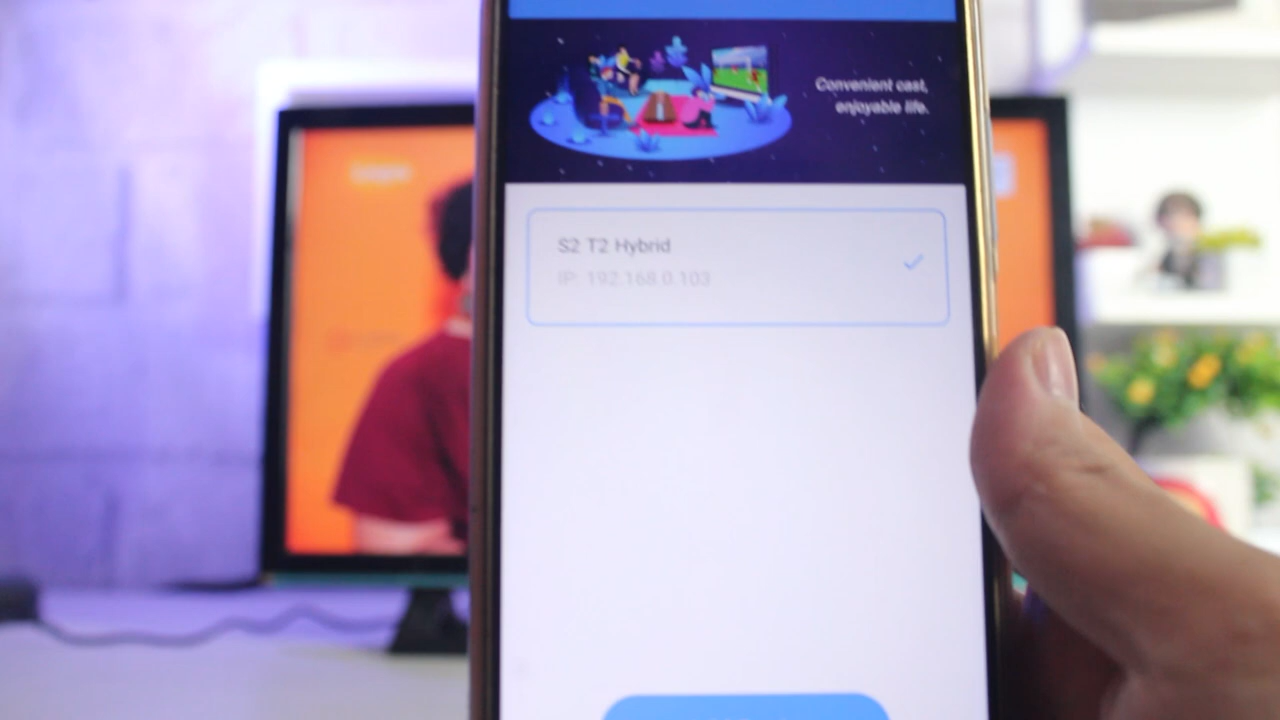 Convenient cast,
enjoyable life.
S2 T2 Hybrid
IP: 192.168.0.103